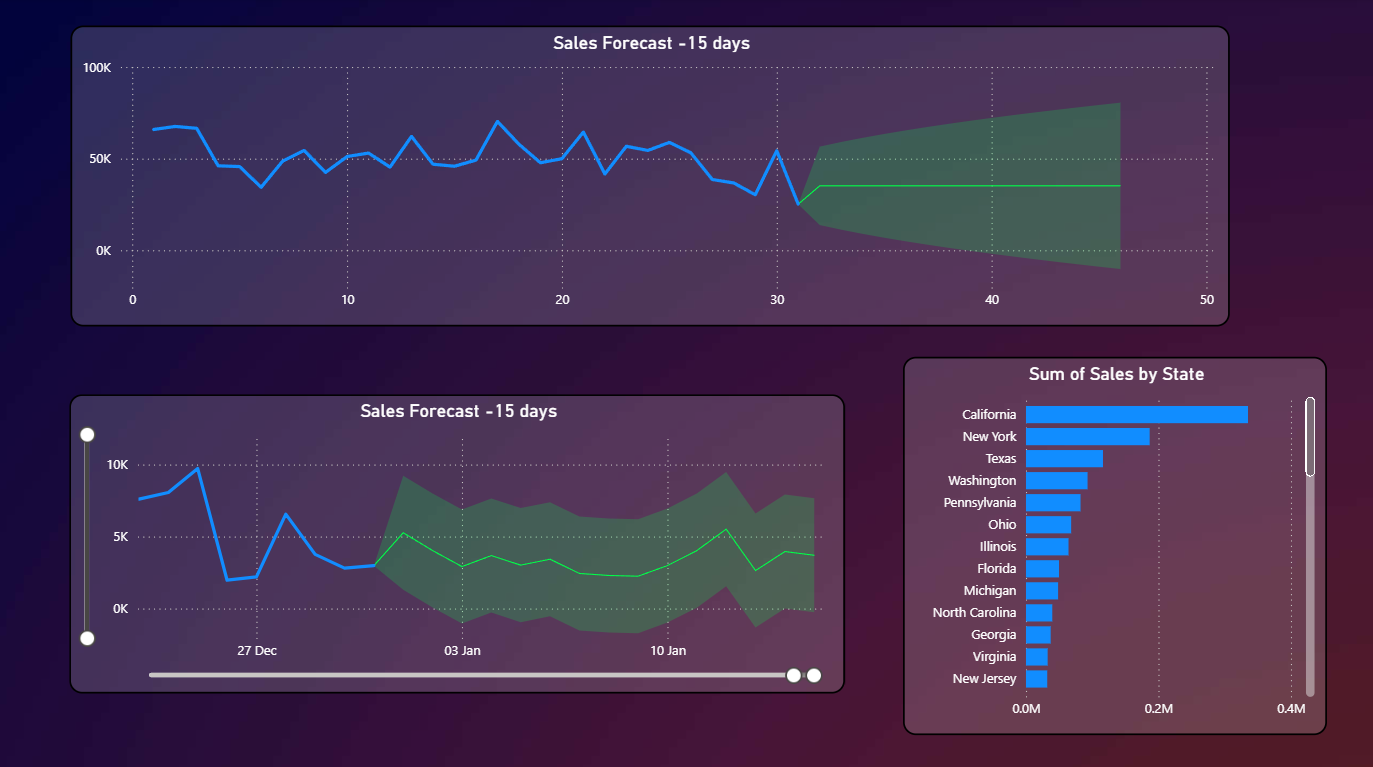 Sales Forecast -15 days
100K
50K
0K
0 10 20 30 40 50
Sales Forecast -15 days
10K
5K
0K
27 Dec 03 Jan 10 Jan
Sum of Sales by State
California
New York
Texas
Washington
Pennsylvania
Ohio
Illinois
Florida
Michigan
North Carolina
Georgia
Virginia
New Jersey
0.0M 0.2M 0.4M